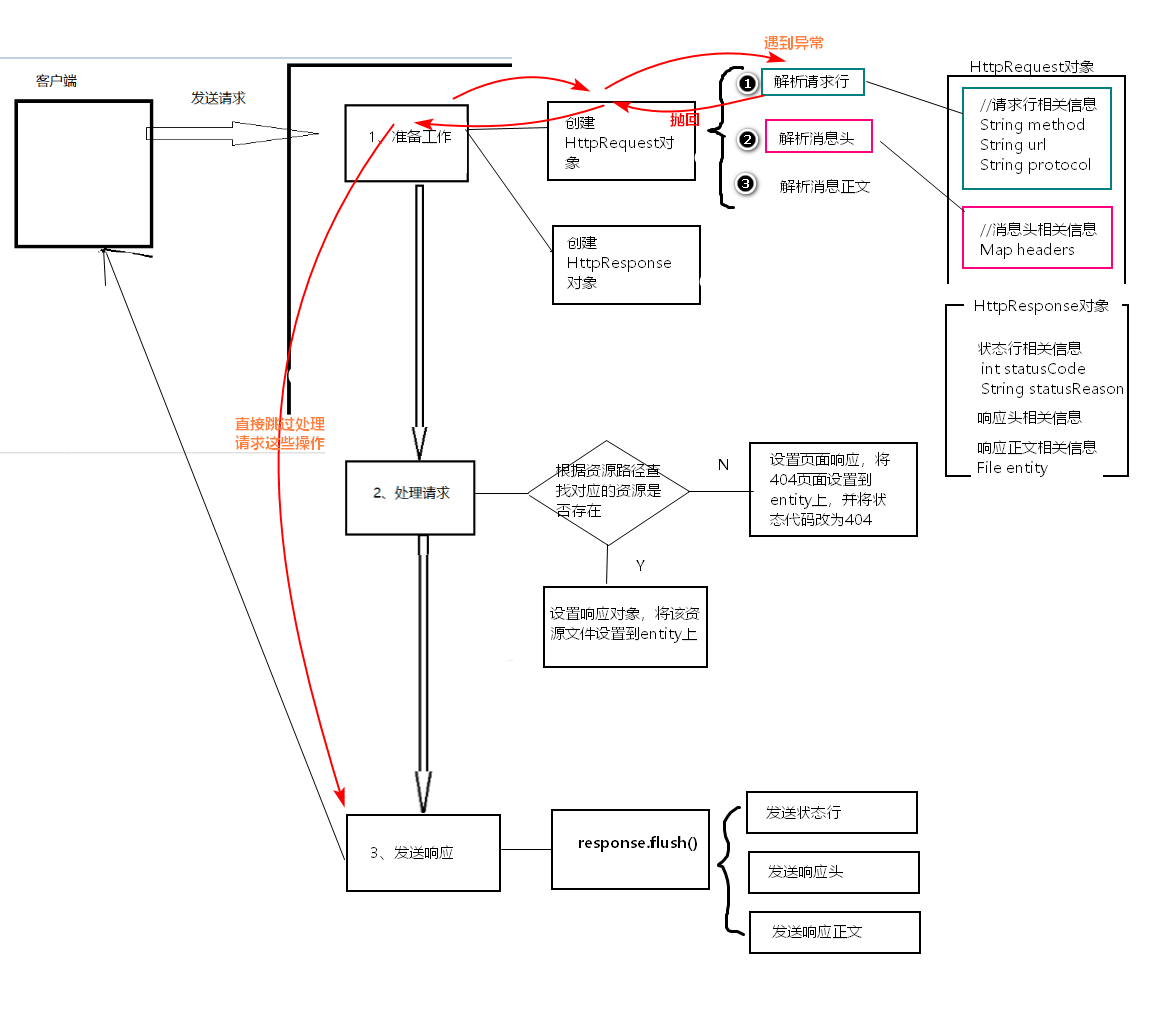 遇到异常
HttpRequest对象
客户端
发送请求
1、准备工作
创建
HttpRequest对
象
抛回
❶
解析请求行
❷
解析消息头
❸
解析消息正文
//请求行相关信息
String method
String url
String protocol
//消息头相关信息
Map headers
创建
HttpResponse
对象
HttpResponse对象
状态行相关信息
int statusCode
String statusReason
响应头相关信息
响应正文相关信息
File entity
直接跳过处理
请求这些操作
2、处理请求
根据资源路径查
找对应的资源是
否存在
N
设置页面响应，将
404页面设置到
entity上，并将状
态代码改为404
Y
设置响应对象，将该资
源文件设置到entity上
3、发送响应
response.flush()
发送状态行
发送响应头
发送响应正文